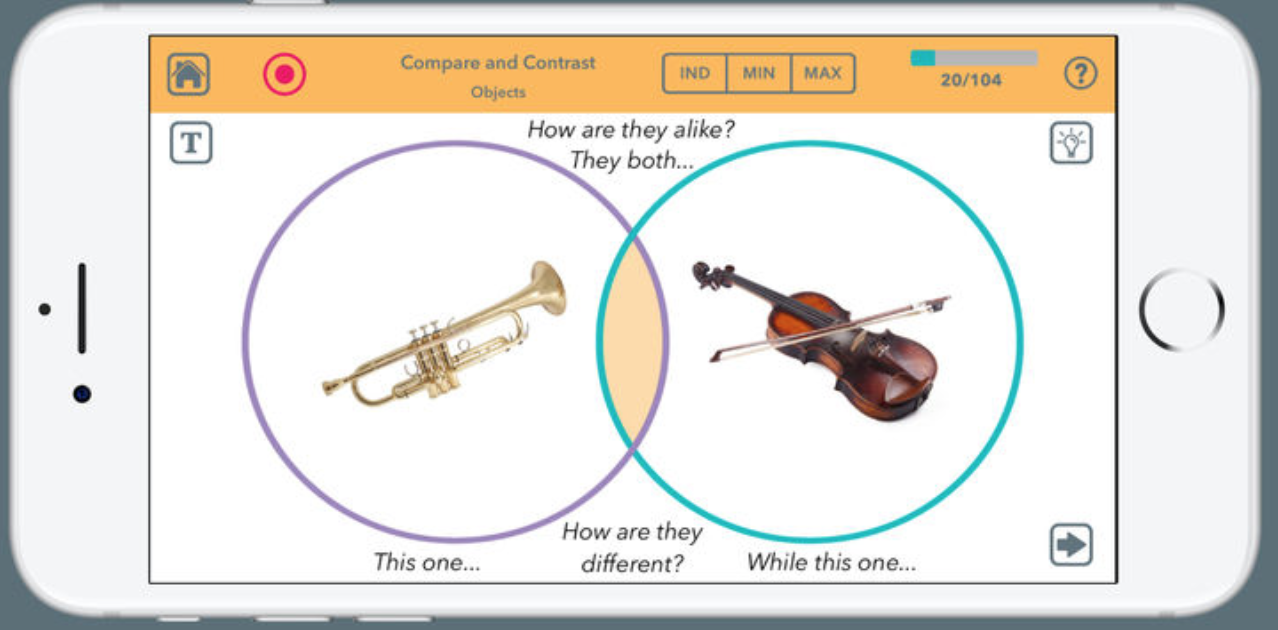 Compare and Contrast
Objects
IND MIN MAX
20/104
?
T
How are they alike?
They both...
How are they
different?
This one...
While this one...